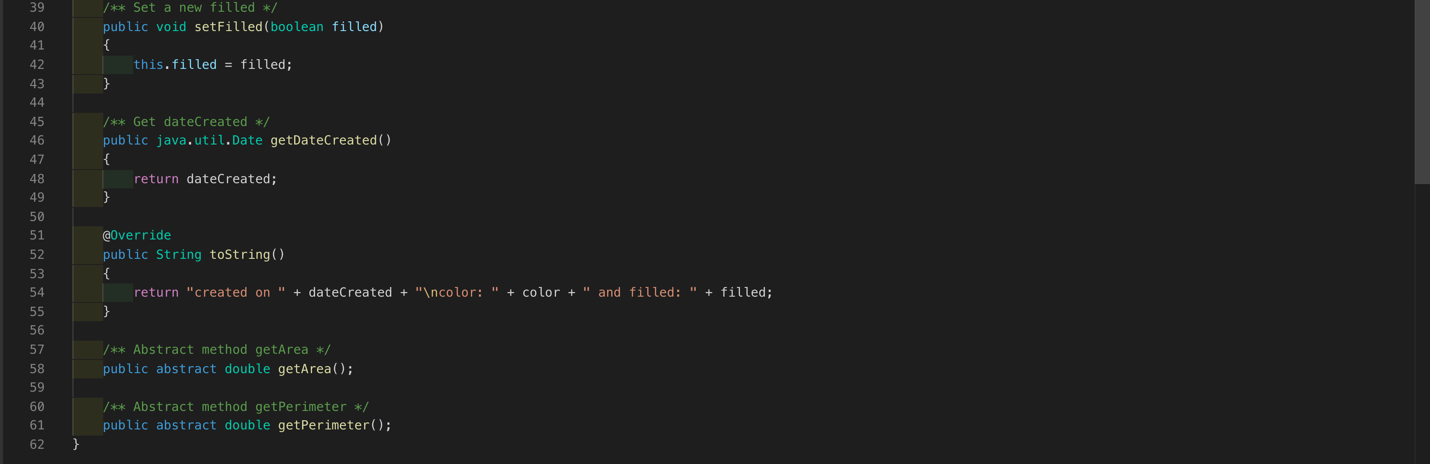 39 /** Set a new filled */
40 public void setFilled(boolean filled)
41 {
42 this.filled = filled;
43 }
44
45 /** Get dateCreated */
46 public java.util.Date getDateCreated()
47 {
48 return dateCreated;
49 }
50
51 @Override
52 public String toString()
53 {
54 return "created on " + dateCreated + "\ncolor: " + color + " and filled: " + filled;
55 }
56
57 /** Abstract method getArea */
58 public abstract double getArea();
59
60 /** Abstract method getPerimeter */
61 public abstract double getPerimeter();
62 }